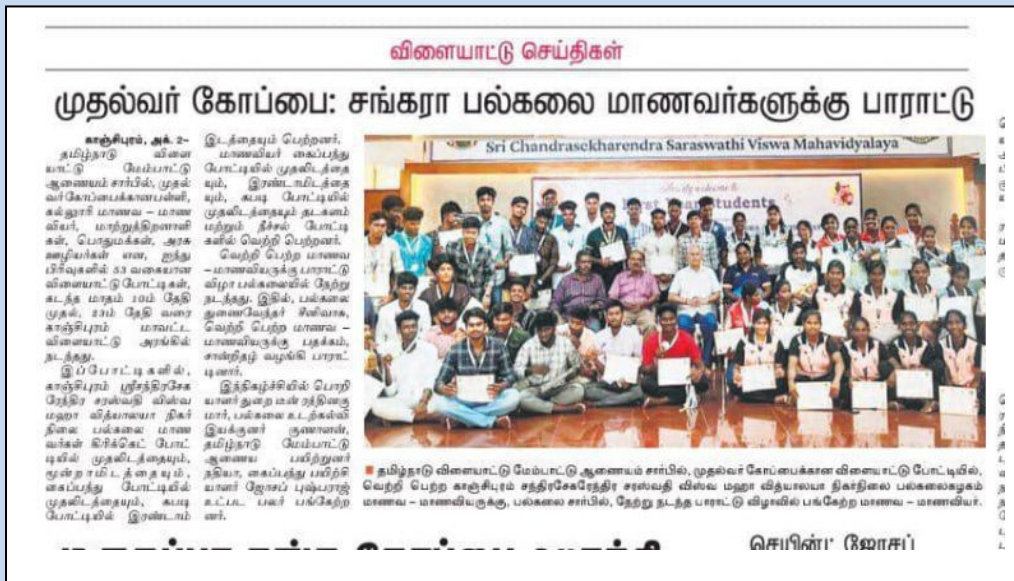 விளையாட்டு செய்திகள்
முதல்வர் கோப்பை: சங்கரா பல்கலை மாணவர்களுக்கு பாராட்டு
காஞ்சிபுரம், அக். 2–
தமிழ்நாடு விளை
யாட்டு மேம்பாட்டு
ஆணையம் சார்பில், முதல்
வர்கோப்பைக்கானபள்ளி,
கல்லூரி மாணவ – மாண
வியர், மாற்றுத்திறனாளி
கள், பொதுமக்கள், அரசு
ஊழியர்கள் என, ஐந்து
பிரிவுகளில் 53 வகையான
விளையாட்டு போட்டிகள்,
கடந்த மாதம் 10ம் தேதி
முதல், 23ம் தேதி வரை
காஞ்சிபுரம் மாவட்ட
விளையாட்டு அரங்கில்
நடந்தது.
இப்போட்டிகளில்,
காஞ்சிபுரம் ஸ்ரீசந்திரசேக
ரேந்திர சரஸ்வதி விஸ்வ
மஹா வித்யாலயா நிகர்
நிலை பல்கலை மாண
வர்கள் கிரிக்கெட் போட்
டியில் முதலிடத்தையும்,
மூன்றாமிடத்தையும்,
கைப்பந்து போட்டியில்
முதலிடத்தையும், கபடி
போட்டியில் இரண்டாம்
இடத்தையும் பெற்றனர்.
மாணவியர் கைப்பந்து
போட்டியில் முதலிடத்தை
யும், இரண்டாமிடத்தை
யும், கபடி போட்டியில்
முதலிடத்தையும் தடகளம்
மற்றும் நீச்சல் போட்டி
களில் வெற்றி பெற்றனர்.
வெற்றி பெற்ற மாணவ
–மாணவியருக்கு பாராட்டு
விழா பல்கலையில் நேற்று
நடந்தது. இதில், பல்கலை
துணைவேந்தர் சீனிவாசு,
வெற்றி பெற்ற மாணவ –
மாணவியருக்கு பதக்கம்,
சான்றிதழ் வழங்கி பாராட்
டினார்.
இந்நிகழ்ச்சியில் பொறி
யாளர் துறை டீன் ரத்தினகு
மார், பல்கலை உடற்கல்வி
இயக்குனர் குணாளன்,
தமிழ்நாடு மேம்பாட்டு
ஆணைய பயிற்றுனர்
நதியா, கைப்பந்து பயிற்சி
யாளர் ஜோசப் புஷ்பராஜ்
உட்பட பலர் பங்கேற்ற
னர்.
Sri Chandrasekharendra Saraswathi Viswa Mahavidyalaya
First Year Students
தமிழ்நாடு விளையாட்டு மேம்பாட்டு ஆணையம் சார்பில், முதல்வர் கோப்பைக்கான விளையாட்டு போட்டியில்,
வெற்றி பெற்ற காஞ்சிபுரம் சந்திரசேகரேந்திர சரஸ்வதி விஸ்வ மஹா வித்யாலயா நிகர்நிலை பல்கலைகழகம்
மாணவ – மாணவியருக்கு, பல்கலை சார்பில், நேற்று நடந்த பாராட்டு விழாவில் பங்கேற்ற மாணவ – மாணவியர்.
செயின்ட் ஜோசப்